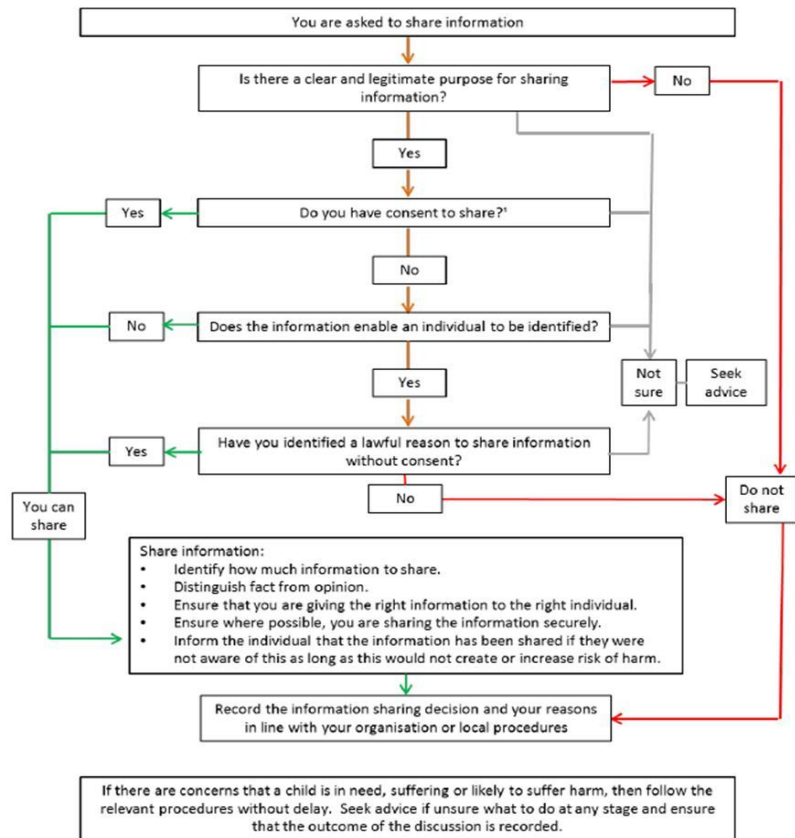 You are asked to share information
Is there a clear and legitimate purpose for sharing
information?
No
Yes
Yes
Do you have consent to share?¹
No
No
Does the information enable an individual to be identified?
Yes
Not
sure
Seek
advice
Yes
Have you identified a lawful reason to share information
without consent?
No
You can
share
Do not
share
Share information:
• Identify how much information to share.
• Distinguish fact from opinion.
• Ensure that you are giving the right information to the right individual.
• Ensure where possible, you are sharing the information securely.
• Inform the individual that the information has been shared if they were
not aware of this as long as this would not create or increase risk of harm.
Record the information sharing decision and your reasons
in line with your organisation or local procedures
If there are concerns that a child is in need, suffering or likely to suffer harm, then follow the
relevant procedures without delay. Seek advice if unsure what to do at any stage and ensure
that the outcome of the discussion is recorded.